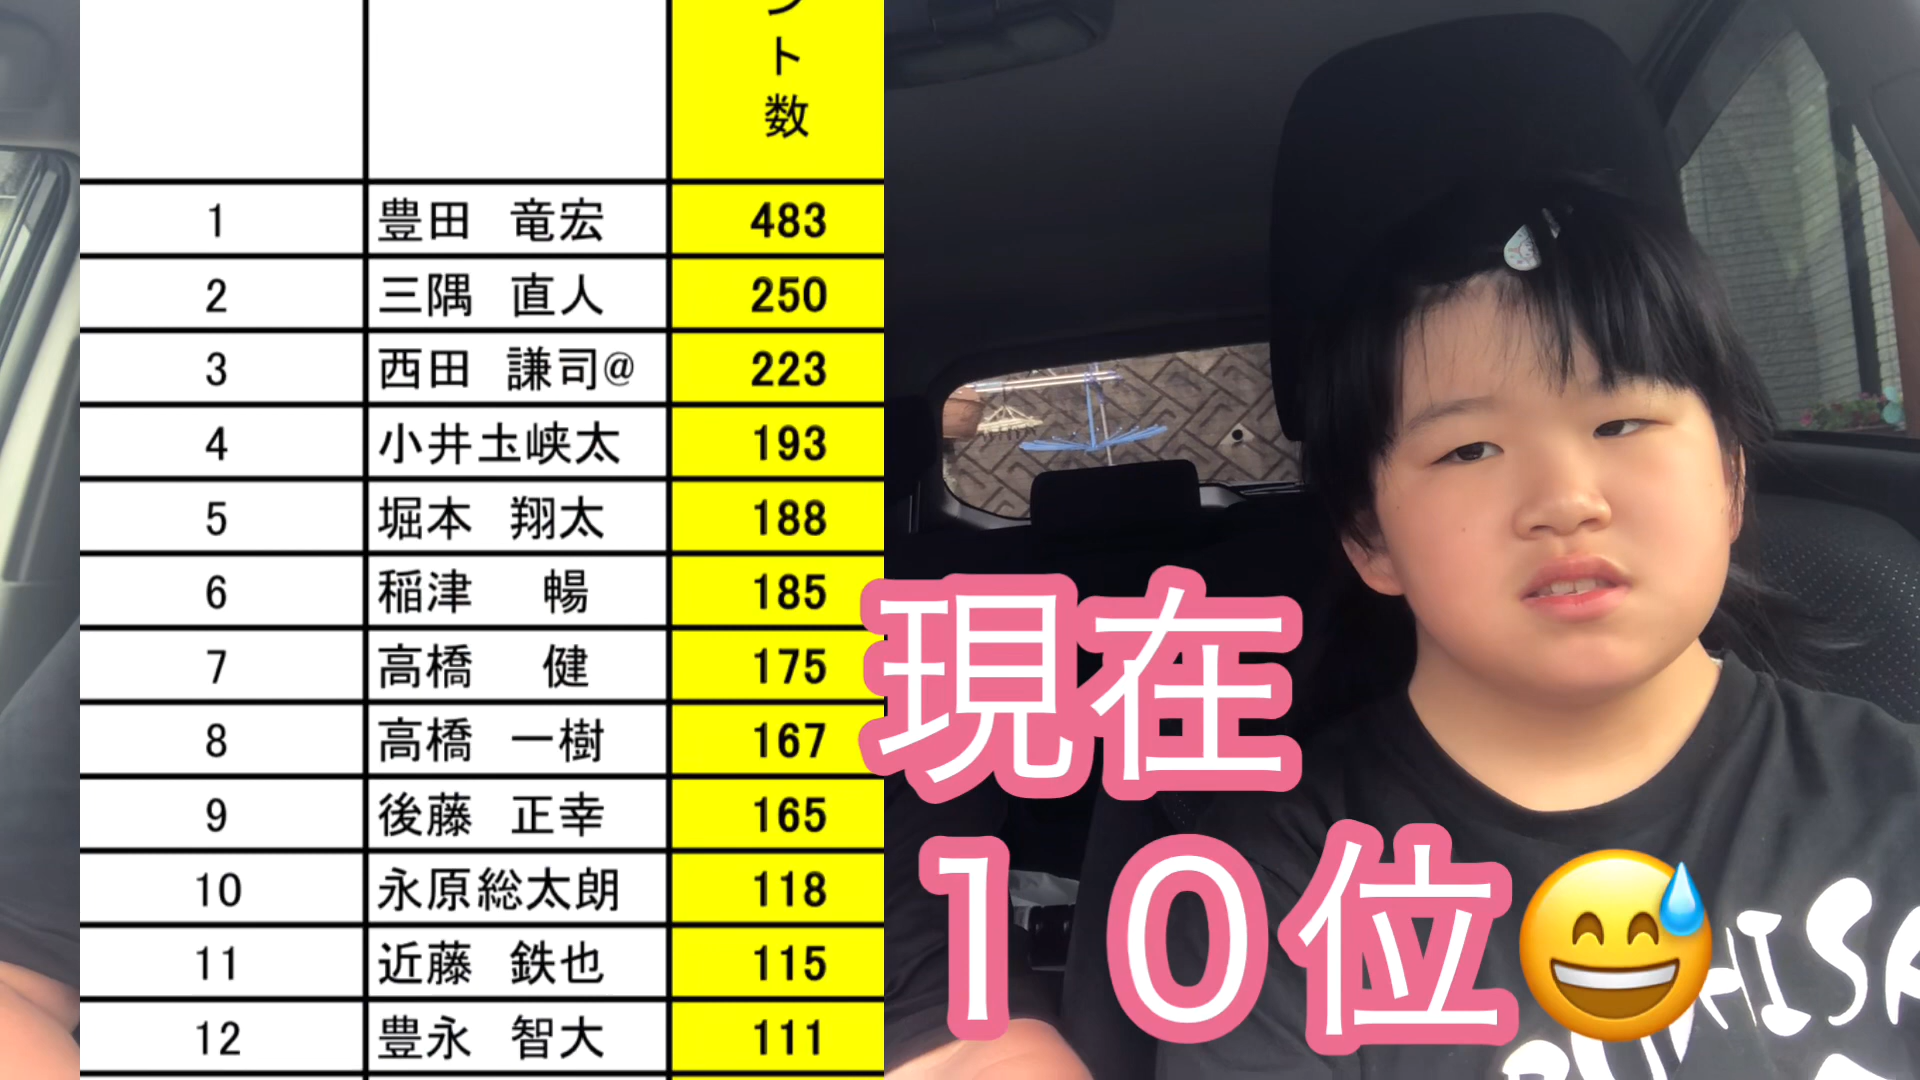 ント数
1 豊田 竜宏 483
2 三隅 直人 250
3 西田 謙司@ 223
4 小井圡峡太 193
5 堀本 翔太 188
6 稲津 暢 185
7 高橋 健 175
8 高橋 一樹 167
9 後藤 正幸 165
10 永原総太朗 118
11 近藤 鉄也 115
12 豊永 智大 111
現在
10位😅